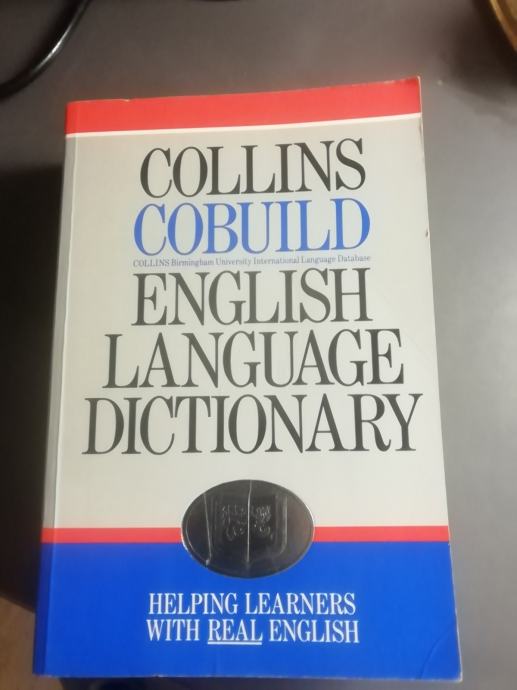 COLLINS
COBUILD
COLLINS Birmingham University International Language Database
ENGLISH
LANGUAGE
DICTIONARY
HELPING LEARNERS
WITH REAL ENGLISH